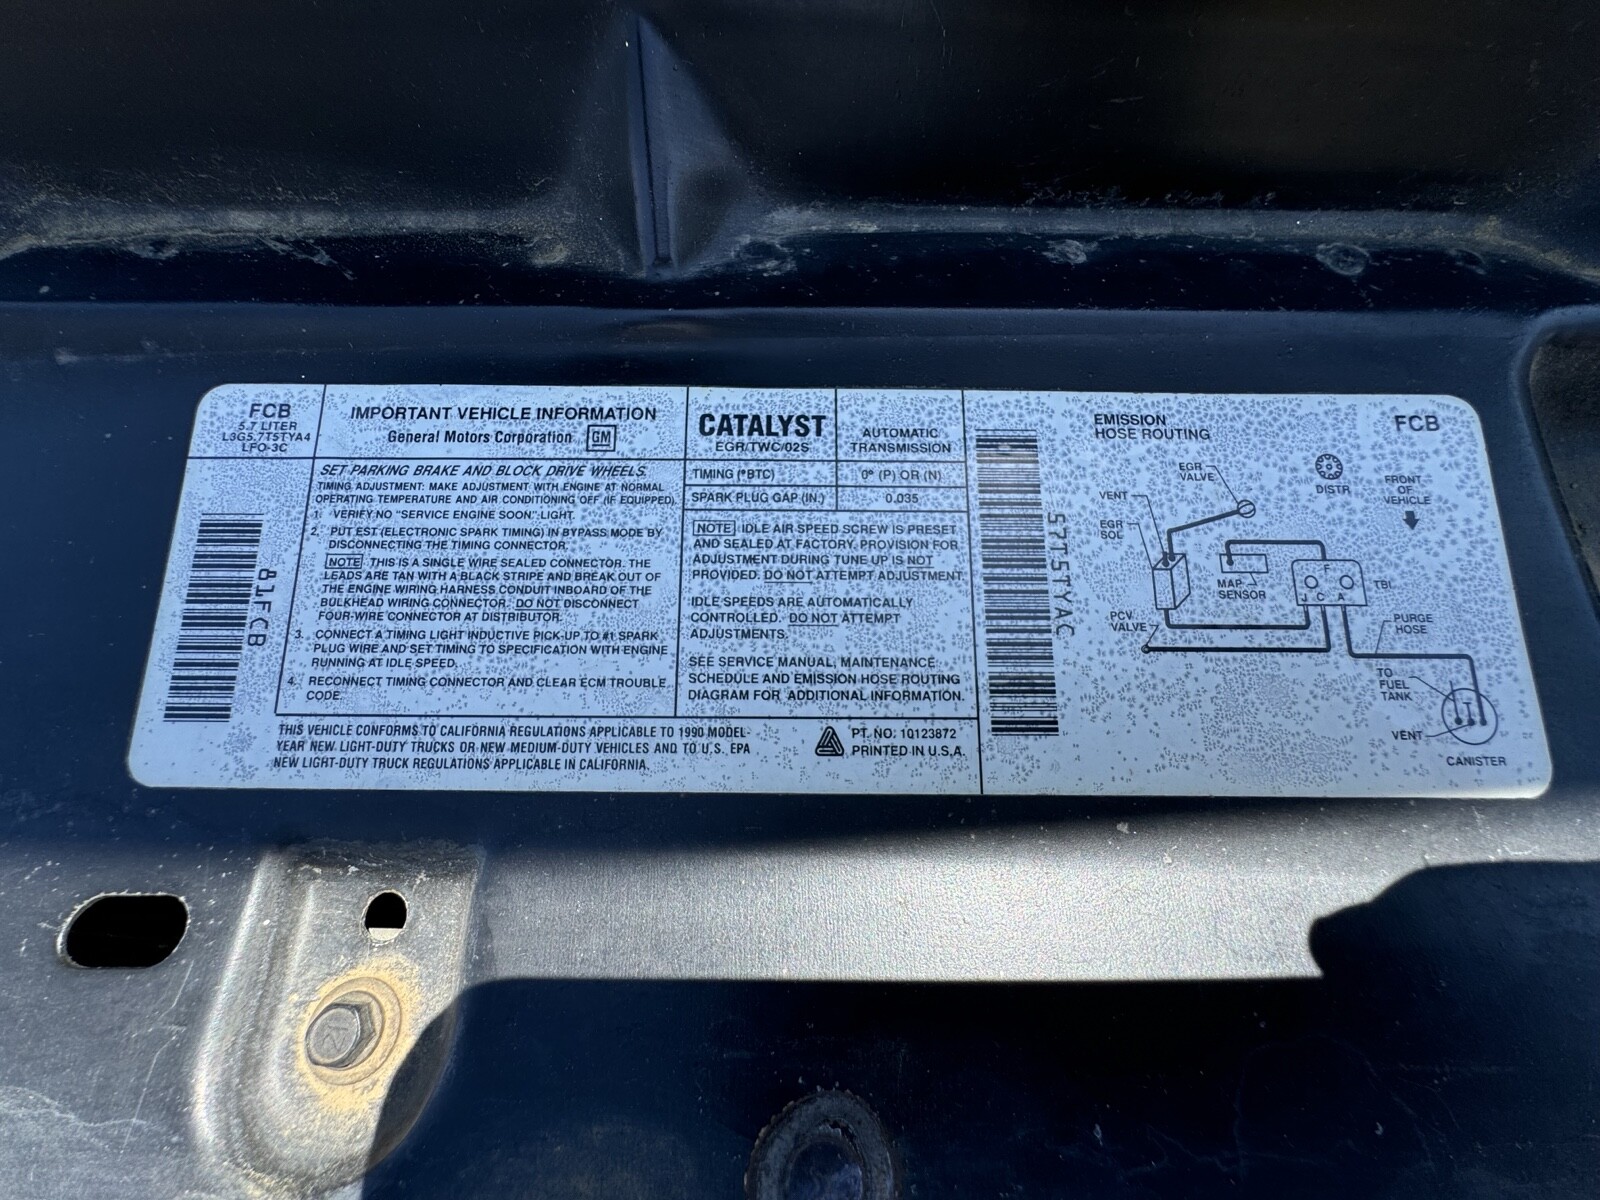 FCB
5.7 LITER
L3G5.7T5TYA4
LFO-3C
81FCB
IMPORTANT VEHICLE INFORMATION
General Motors Corporation GM
SET PARKING BRAKE AND BLOCK DRIVE WHEELS.
TIMING ADJUSTMENT: MAKE ADJUSTMENT WITH ENGINE AT NORMAL
OPERATING TEMPERATURE AND AIR CONDITIONING OFF (IF EQUIPPED).
1. VERIFY NO "SERVICE ENGINE SOON" LIGHT.
2. PUT EST (ELECTRONIC SPARK TIMING) IN BYPASS MODE BY
DISCONNECTING THE TIMING CONNECTOR.
NOTE THIS IS A SINGLE WIRE SEALED CONNECTOR. THE
LEADS ARE TAN WITH A BLACK STRIPE AND BREAK OUT OF
THE ENGINE WIRING HARNESS CONDUIT INBOARD OF THE
BULKHEAD WIRING CONNECTOR. DO NOT DISCONNECT
FOUR-WIRE CONNECTOR AT DISTRIBUTOR.
3. CONNECT A TIMING LIGHT INDUCTIVE PICK-UP TO #1 SPARK
PLUG WIRE AND SET TIMING TO SPECIFICATION WITH ENGINE
RUNNING AT IDLE SPEED.
4. RECONNECT TIMING CONNECTOR AND CLEAR ECM TROUBLE
CODE.
CATALYST
EGR/TWC/02S
AUTOMATIC
TRANSMISSION
TIMING (°BTC) 0° (P) OR (N)
SPARK PLUG GAP (IN.) 0.035
NOTE IDLE AIR SPEED SCREW IS PRESET
AND SEALED AT FACTORY. PROVISION FOR
ADJUSTMENT DURING TUNE UP IS NOT
PROVIDED. DO NOT ATTEMPT ADJUSTMENT.
IDLE SPEEDS ARE AUTOMATICALLY
CONTROLLED. DO NOT ATTEMPT
ADJUSTMENTS.
SEE SERVICE MANUAL, MAINTENANCE
SCHEDULE AND EMISSION HOSE ROUTING
DIAGRAM FOR ADDITIONAL INFORMATION.
THIS VEHICLE CONFORMS TO CALIFORNIA REGULATIONS APPLICABLE TO 1990 MODEL-
YEAR NEW LIGHT-DUTY TRUCKS OR NEW MEDIUM-DUTY VEHICLES AND TO U.S. EPA
NEW LIGHT-DUTY TRUCK REGULATIONS APPLICABLE IN CALIFORNIA.
PT. NO. 10123872
PRINTED IN U.S.A.
57T5TYAC
EMISSION
HOSE ROUTING
FCB
EGR
VALVE
DISTR
FRONT
OF
VEHICLE
VENT
EGR
SOL
MAP
SENSOR
F
J C A
TBI
PCV
VALVE
PURGE
HOSE
TO
FUEL
TANK
VENT
CANISTER